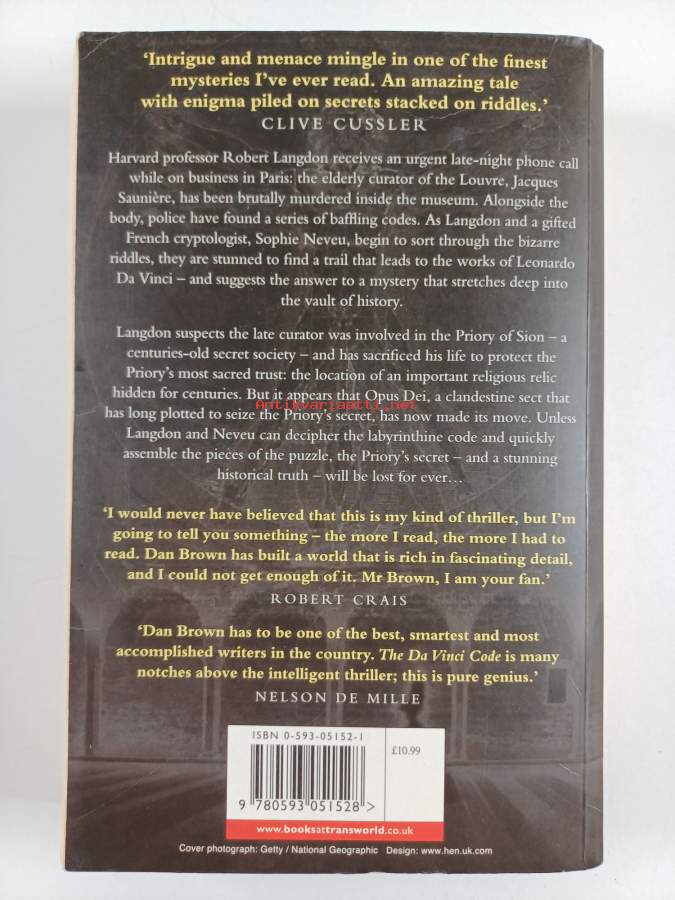 ‘Intrigue and menace mingle in one of the finest
mysteries I’ve ever read. An amazing tale
with enigma piled on secrets stacked on riddles.’
CLIVE CUSSLER
Harvard professor Robert Langdon receives an urgent late-night phone call
while on business in Paris: the elderly curator of the Louvre, Jacques
Saunière, has been brutally murdered inside the museum. Alongside the
body, police have found a series of baffling codes. As Langdon and a gifted
French cryptologist, Sophie Neveu, begin to sort through the bizarre
riddles, they are stunned to find a trail that leads to the works of Leonardo
Da Vinci – and suggests the answer to a mystery that stretches deep into
the vault of history.
Langdon suspects the late curator was involved in the Priory of Sion – a
centuries-old secret society – and has sacrificed his life to protect the
Priory’s most sacred trust: the location of an important religious relic
hidden for centuries. But it appears that Opus Dei, a clandestine sect that
Antikvariaatti.net
has long plotted to seize the Priory’s secret, has now made its move. Unless
Langdon and Neveu can decipher the labyrinthine code and quickly
assemble the pieces of the puzzle, the Priory’s secret – and a stunning
historical truth – will be lost for ever…
‘I would never have believed that this is my kind of thriller, but I’m
going to tell you something – the more I read, the more I had to
read. Dan Brown has built a world that is rich in fascinating detail,
and I could not get enough of it. Mr Brown, I am your fan.’
ROBERT CRAIS
‘Dan Brown has to be one of the best, smartest and most
accomplished writers in the country. The Da Vinci Code is many
notches above the intelligent thriller; this is pure genius.’
NELSON DE MILLE
ISBN 0-593-05152-1
£10.99
9 780593 051528 >
www.booksattransworld.co.uk
Cover photograph: Getty / National Geographic Design: www.hen.uk.com